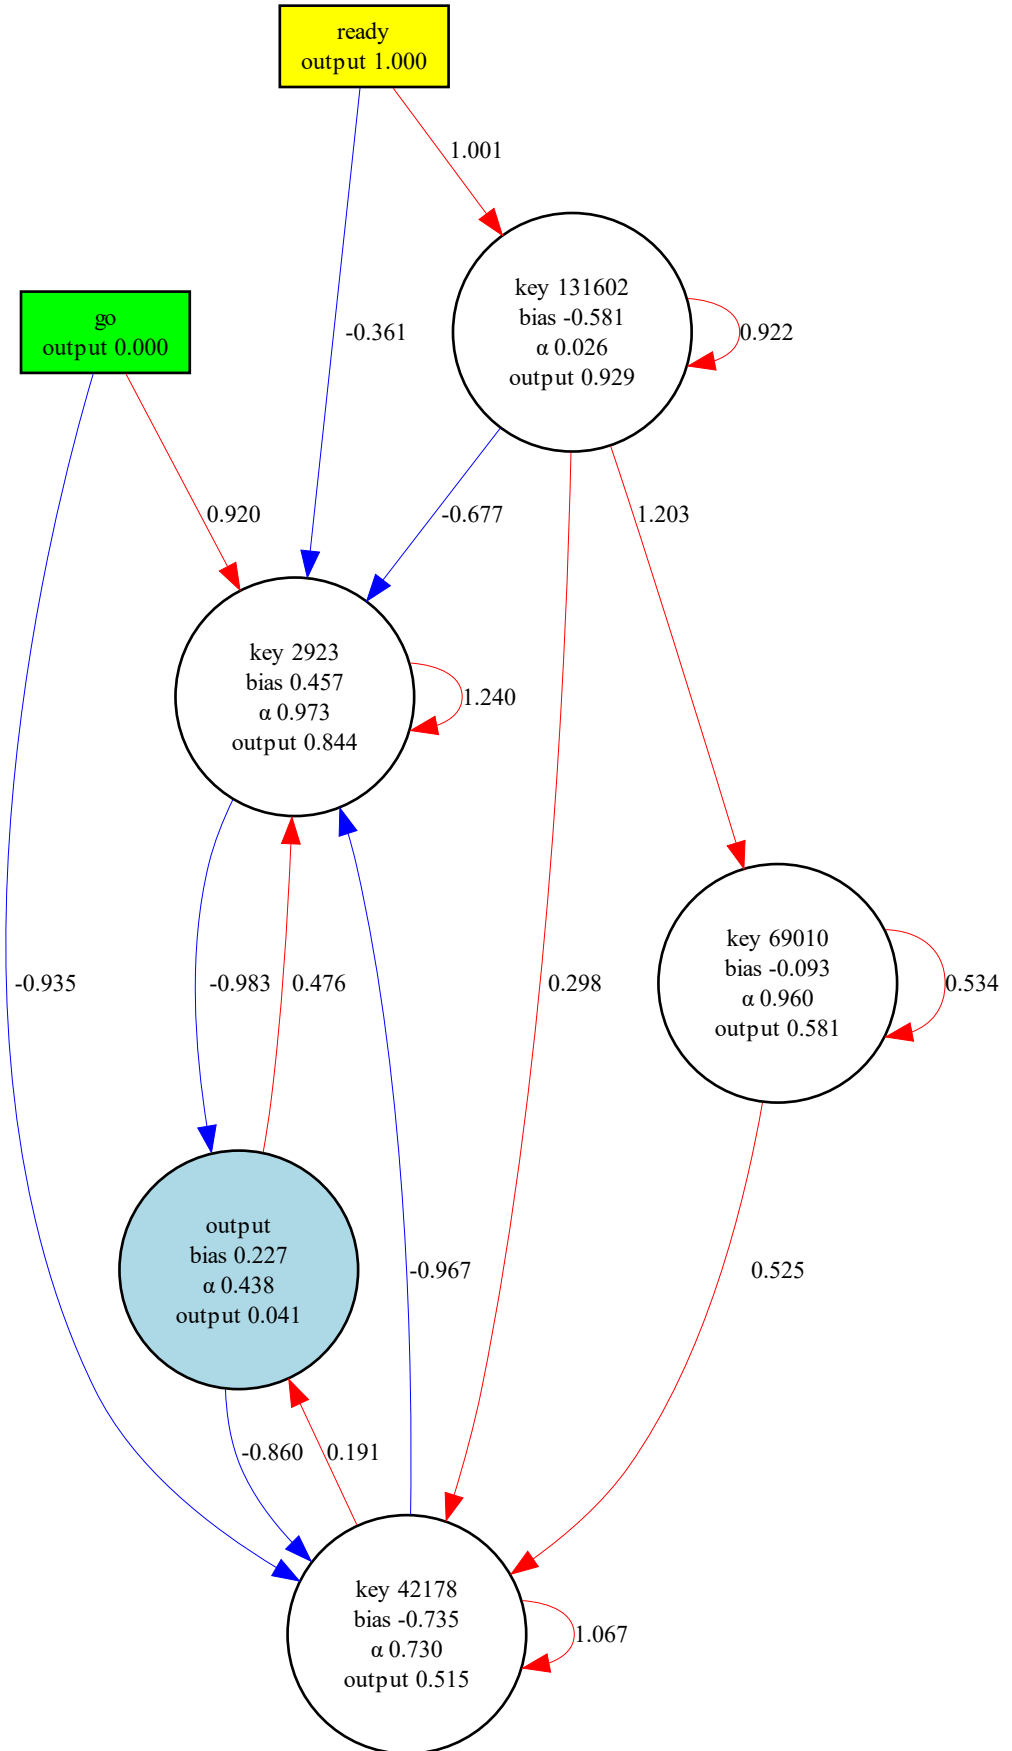 ready
output 1.000
1.001
key 131602
bias -0.581
α 0.026
output 0.929
0.922
go
output 0.000
-0.361
0.920
-0.677
1.203
key 2923
bias 0.457
α 0.973
output 0.844
1.240
key 69010
bias -0.093
α 0.960
output 0.581
0.534
-0.935
-0.983
0.476
0.298
output
bias 0.227
α 0.438
output 0.041
-0.967
0.525
-0.860
0.191
key 42178
bias -0.735
α 0.730
output 0.515
1.067